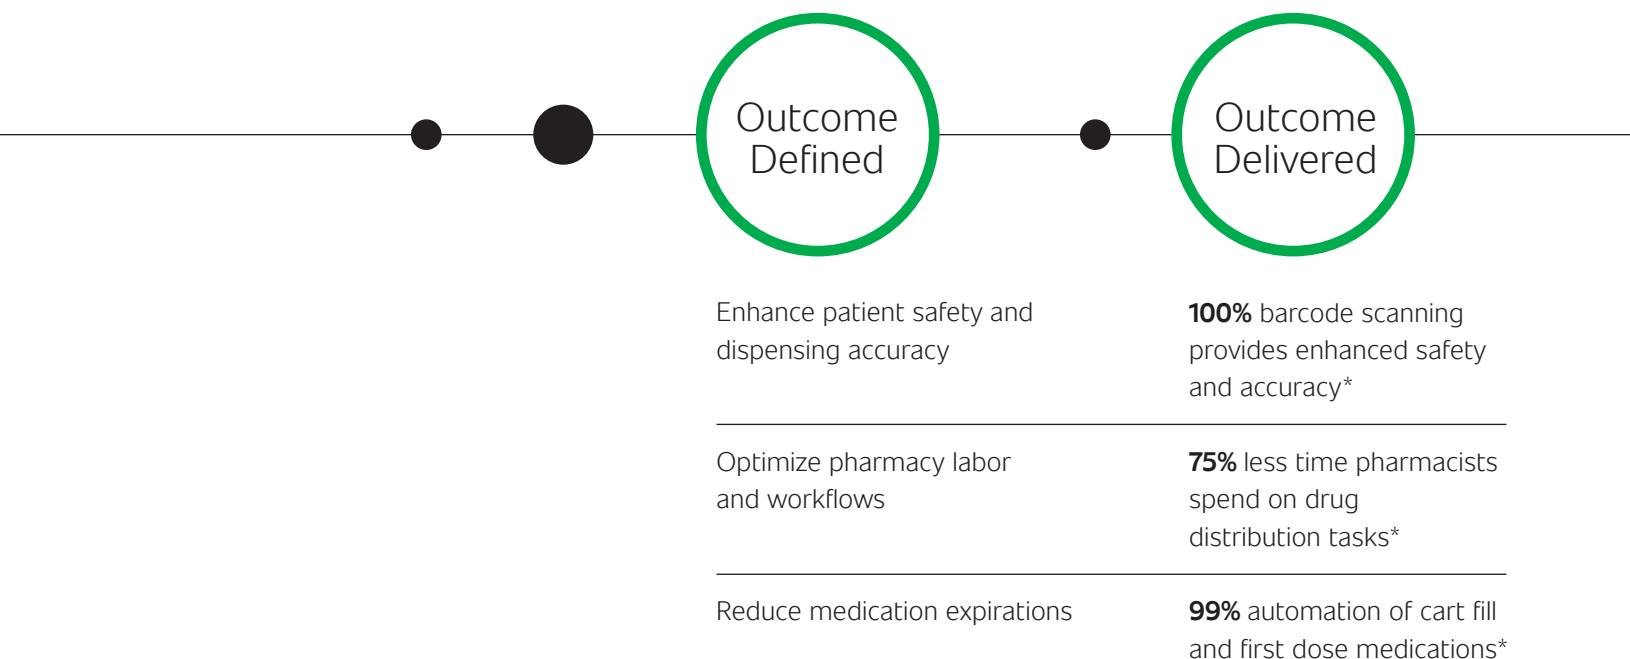 Outcome
Defined
Outcome
Delivered
Enhance patient safety and
dispensing accuracy
100% barcode scanning
provides enhanced safety
and accuracy*
Optimize pharmacy labor
and workflows
75% less time pharmacists
spend on drug
distribution tasks*
Reduce medication expirations
99% automation of cart fill
and first dose medications*